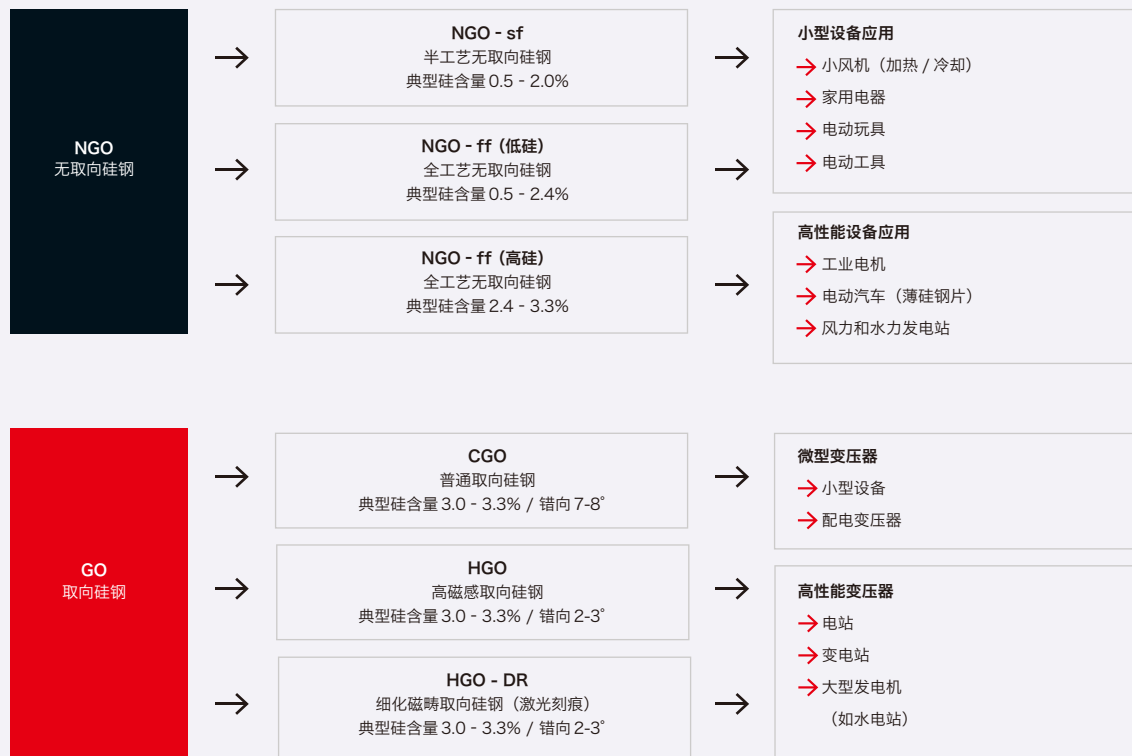 NGO
无取向硅钢
NGO - sf
半工艺无取向硅钢
典型硅含量 0.5 - 2.0%
NGO - ff (低硅)
全工艺无取向硅钢
典型硅含量 0.5 - 2.4%
NGO - ff (高硅)
全工艺无取向硅钢
典型硅含量 2.4 - 3.3%
小型设备应用
小风机（加热 / 冷却）
家用电器
电动玩具
电动工具
高性能设备应用
工业电机
电动汽车（薄硅钢片）
风力和水力发电站
GO
取向硅钢
CGO
普通取向硅钢
典型硅含量 3.0 - 3.3% / 错向 7-8°
HGO
高磁感取向硅钢
典型硅含量 3.0 - 3.3% / 错向 2-3°
HGO - DR
细化磁畴取向硅钢（激光刻痕）
典型硅含量 3.0 - 3.3% / 错向 2-3°
微型变压器
小型设备
配电变压器
高性能变压器
电站
变电站
大型发电机
（如水电站）